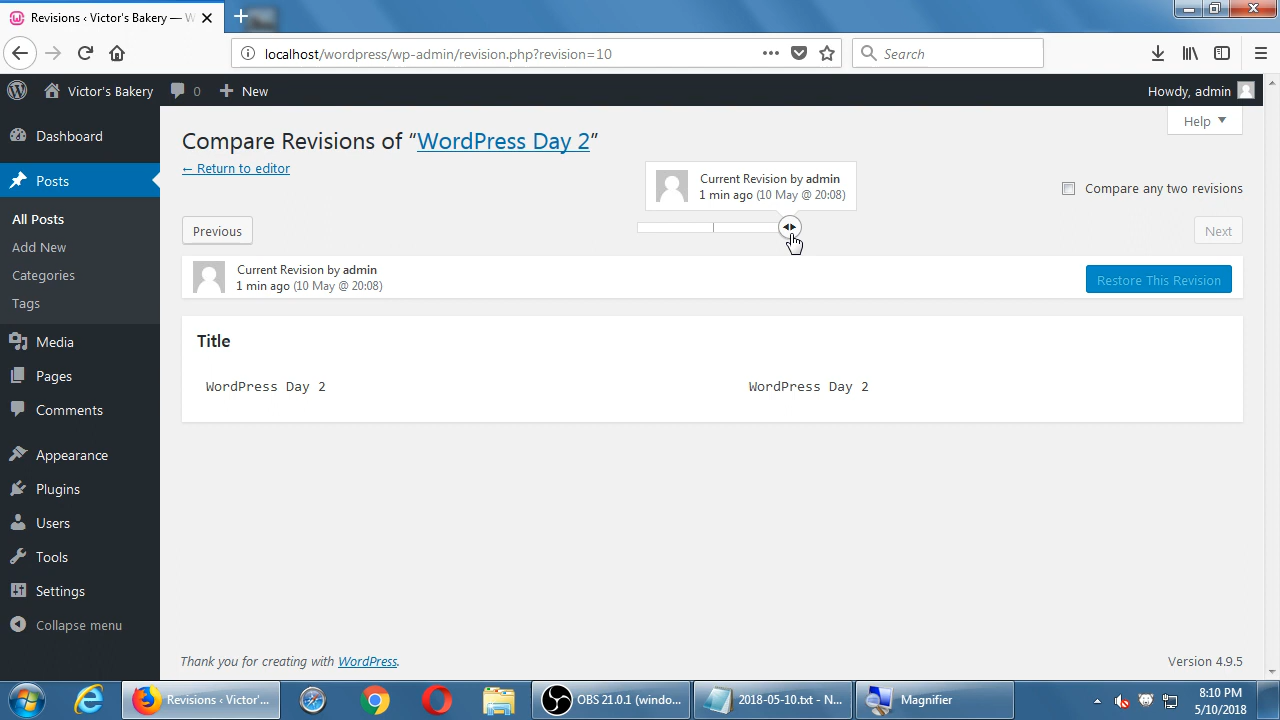 Revisions ‹ Victor's Bakery — W
localhost/wordpress/wp-admin/revision.php?revision=10
Search
Victor's Bakery
0
New
Howdy, admin
Help
Dashboard
Posts
All Posts
Add New
Categories
Tags
Media
Pages
Comments
Appearance
Plugins
Users
Tools
Settings
Collapse menu
Compare Revisions of “WordPress Day 2”
← Return to editor
Current Revision by admin
1 min ago (10 May @ 20:08)
Compare any two revisions
Previous
Next
Current Revision by admin
1 min ago (10 May @ 20:08)
Restore This Revision
Title
WordPress Day 2
WordPress Day 2
Thank you for creating with WordPress.
Version 4.9.5
Revisions ‹ Victor'...
OBS 21.0.1 (windo...
2018-05-10.txt - N...
Magnifier
8:10 PM
5/10/2018